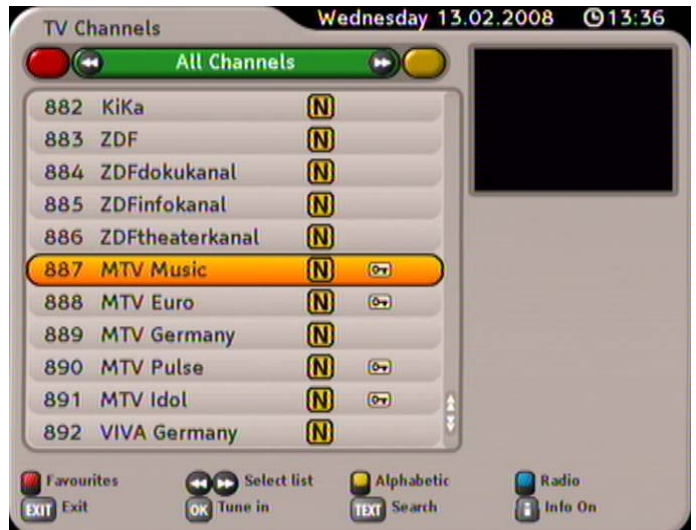 TV Channels
Wednesday 13.02.2008 13:36
All Channels
882 KiKa N
883 ZDF N
884 ZDFdokukanal N
885 ZDFinfokanal N
886 ZDFtheaterkanal N
887 MTV Music N
888 MTV Euro N
889 MTV Germany N
890 MTV Pulse N
891 MTV Idol N
892 VIVA Germany N
Favourites Select list Alphabetic Radio
EXIT Exit OK Tune in TEXT Search i Info On